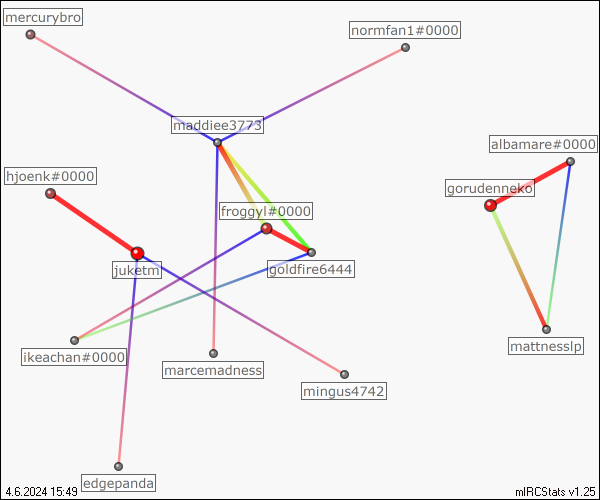 mercurybro
normfan1#0000
maddiee3773
albamare#0000
hjoenk#0000
gorudenneko
froggyl#0000
juketm
goldfire6444
mattnesslp
ikeachan#0000
marcemadness
mingus4742
edgepanda
4.6.2024 15:49
mIRCStats v1.25